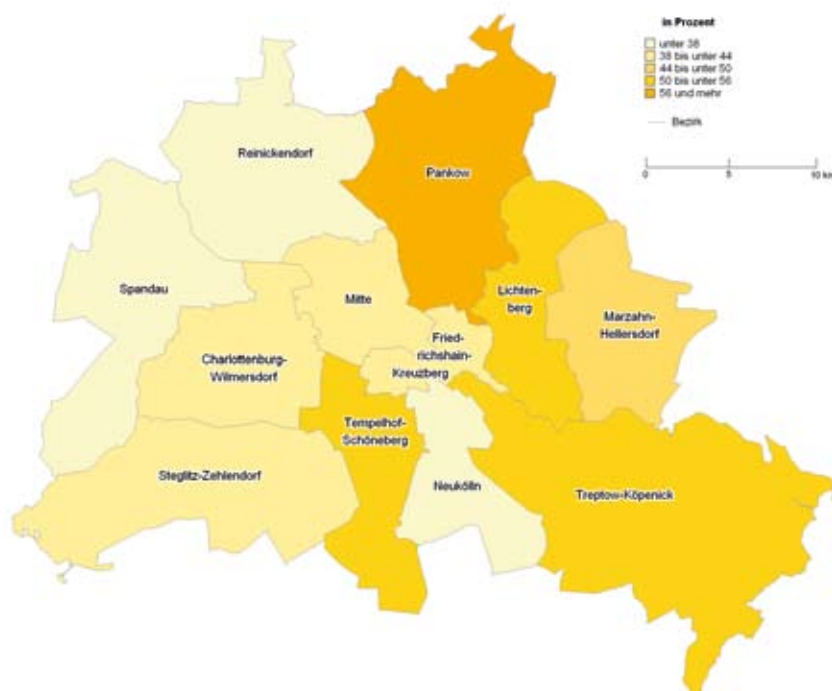 in Prozent
unter 38
38 bis unter 44
44 bis unter 50
50 bis unter 56
56 und mehr
Bezirk
0 5 10 km
Reinickendorf
Pankow
Spandau
Mitte
Lichten-
berg
Marzahn-
Hellersdorf
Fried-
richshain-
Kreuzberg
Charlottenburg-
Wilmersdorf
Tempelhof-
Schöneberg
Steglitz-Zehlendorf
Neukölln
Treptow-Köpenick